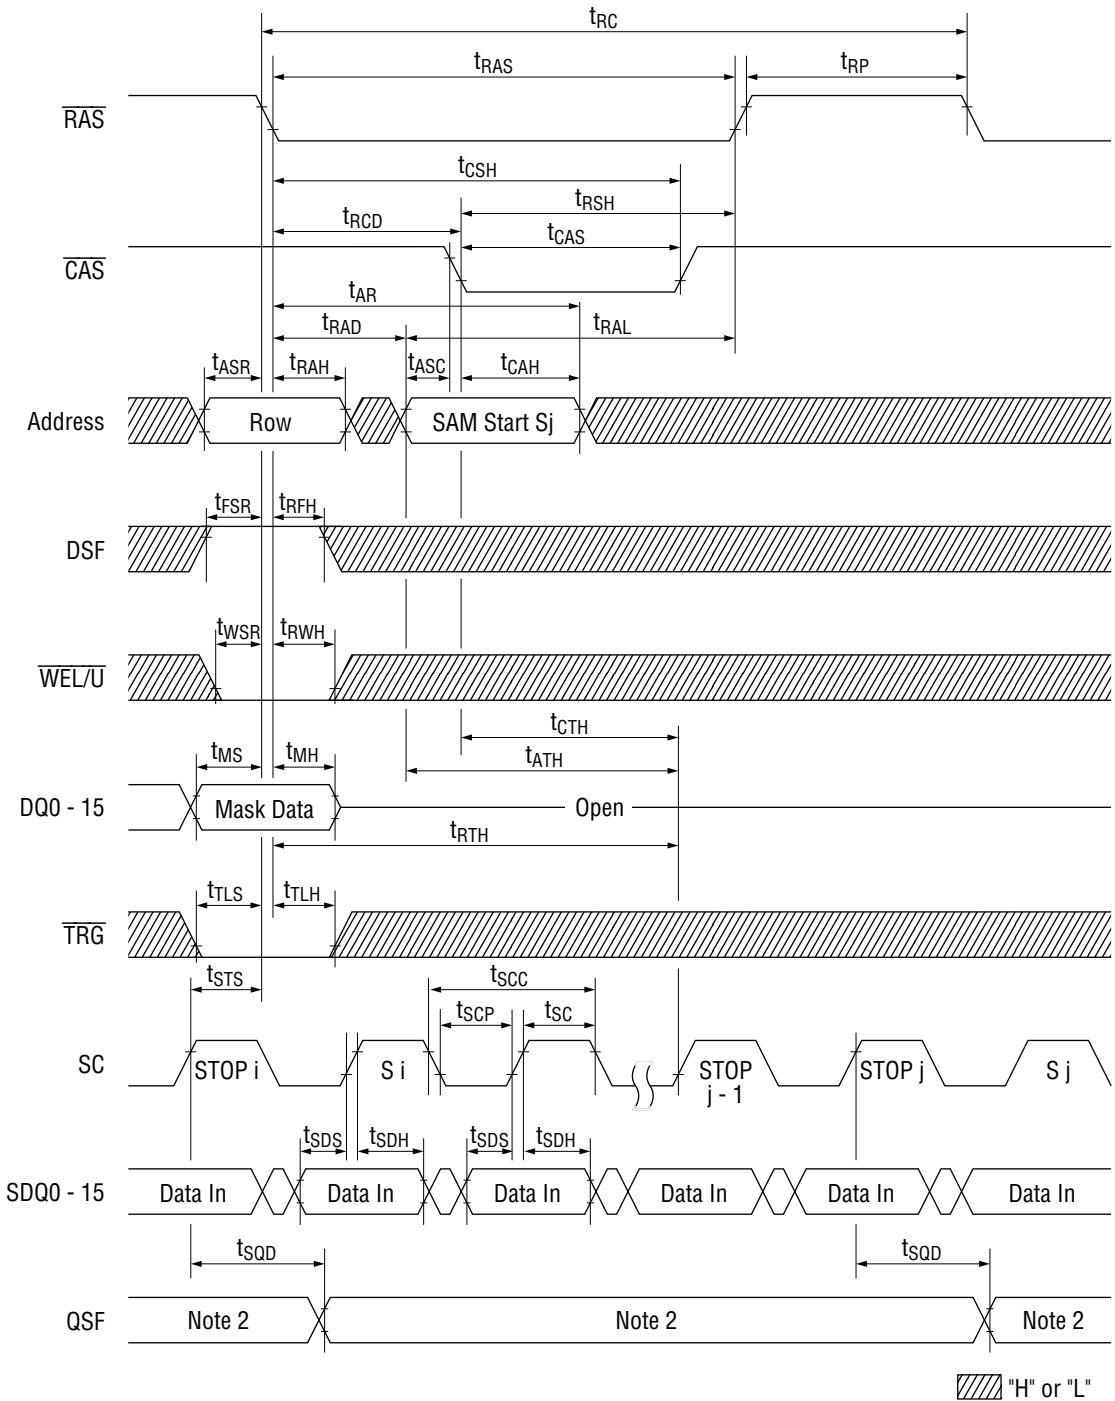 tRC
tRAS
tRP
RAS
tCSH
tRSH
tRCD
tCAS
CAS
tAR
tRAD
tRAL
tASR
tRAH
tASC
tCAH
Address
Row
SAM Start Sj
tFSR
tRFH
DSF
tWSR
tRWH
WEL/U
tCTH
tMS
tMH
tATH
DQ0 - 15
Mask Data
Open
tRTH
tTLS
tTLH
TRG
tSTS
tSCC
tSCP
tSC
SC
STOP i
S i
STOP
j - 1
STOP j
S j
tSDS
tSDH
tSDS
tSDH
SDQ0 - 15
Data In
Data In
Data In
Data In
Data In
Data In
tSQD
tSQD
QSF
Note 2
Note 2
Note 2
"H" or "L"